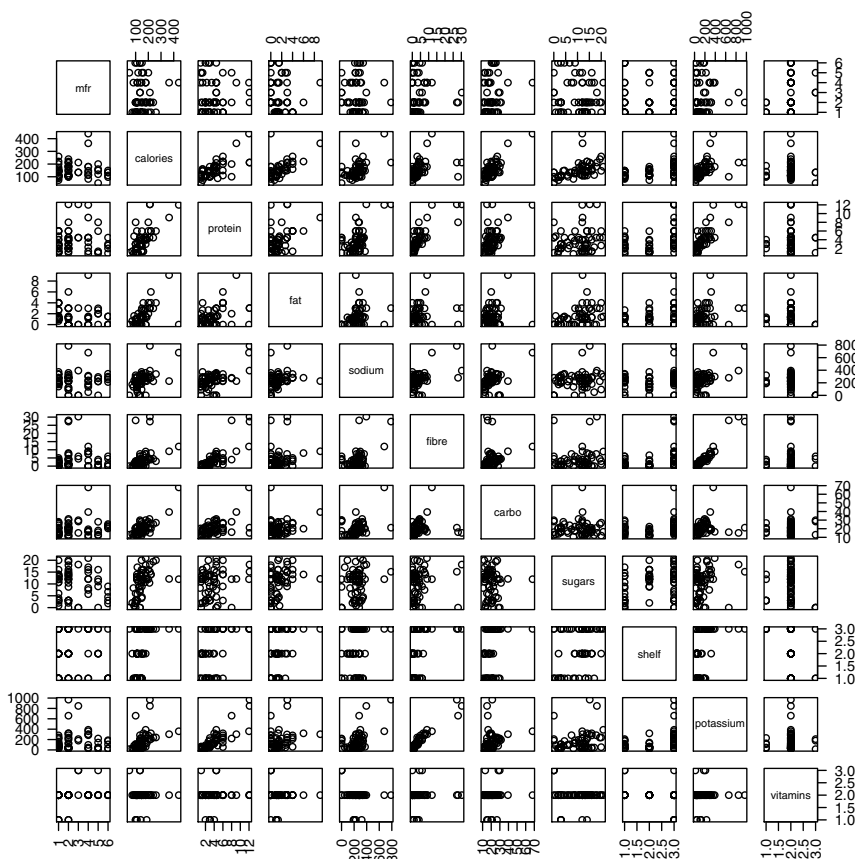 100 200 300 400
0 2 4 6 8
0 5 10 15 20 25 30
0 5 10 15 20
0 200 400 600 800 1000
mfr
1 2 3 4 5 6
100 200 300 400
calories
protein
2 4 6 8 10 12
0 2 4 6 8
fat
sodium
0 200 400 600 800
0 5 10 15 20 25 30
fibre
carbo
10 20 30 40 50 60 70
0 5 10 15 20
sugars
shelf
1.0 1.5 2.0 2.5 3.0
0 200 400 600 800 1000
potassium
vitamins
1.0 1.5 2.0 2.5 3.0
1 2 3 4 5 6
2 4 6 8 10 12
0 200 400 600 800
10 20 30 40 50 60 70
1.0 1.5 2.0 2.5 3.0
1.0 1.5 2.0 2.5 3.0